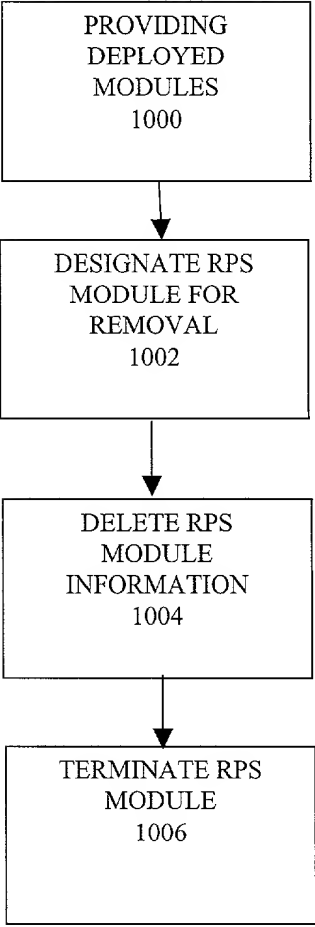 PROVIDING
DEPLOYED
MODULES
1000
DESIGNATE RPS
MODULE FOR
REMOVAL
1002
DELETE RPS
MODULE
INFORMATION
1004
TERMINATE RPS
MODULE
1006